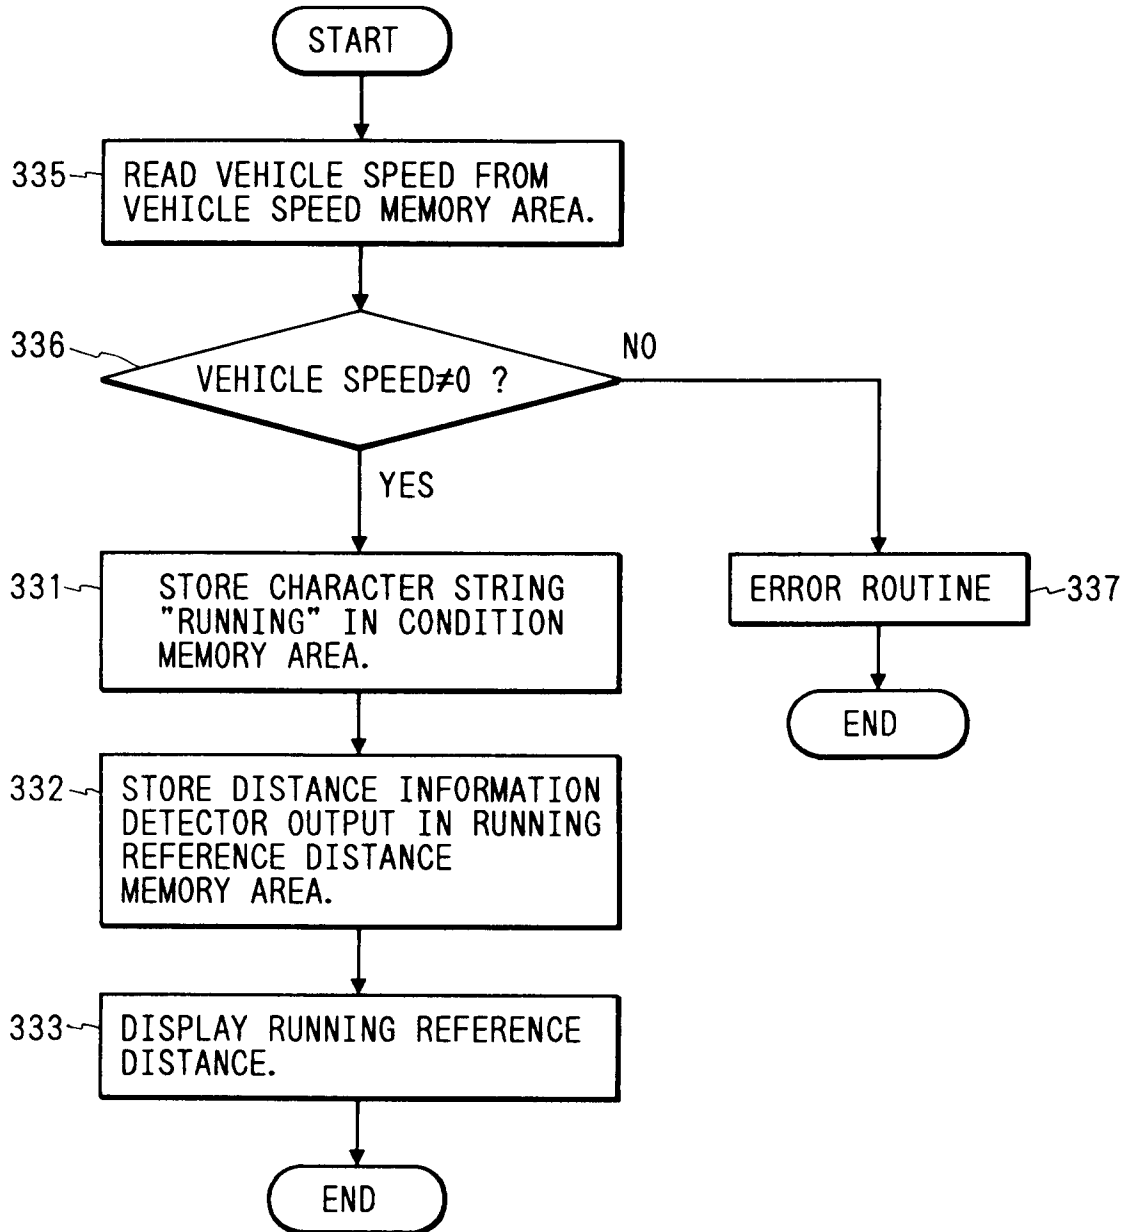 START
335
READ VEHICLE SPEED FROM
VEHICLE SPEED MEMORY AREA.
336
VEHICLE SPEED≠0 ?
NO
YES
331
STORE CHARACTER STRING
"RUNNING" IN CONDITION
MEMORY AREA.
ERROR ROUTINE
337
END
332
STORE DISTANCE INFORMATION
DETECTOR OUTPUT IN RUNNING
REFERENCE DISTANCE
MEMORY AREA.
333
DISPLAY RUNNING REFERENCE
DISTANCE.
END